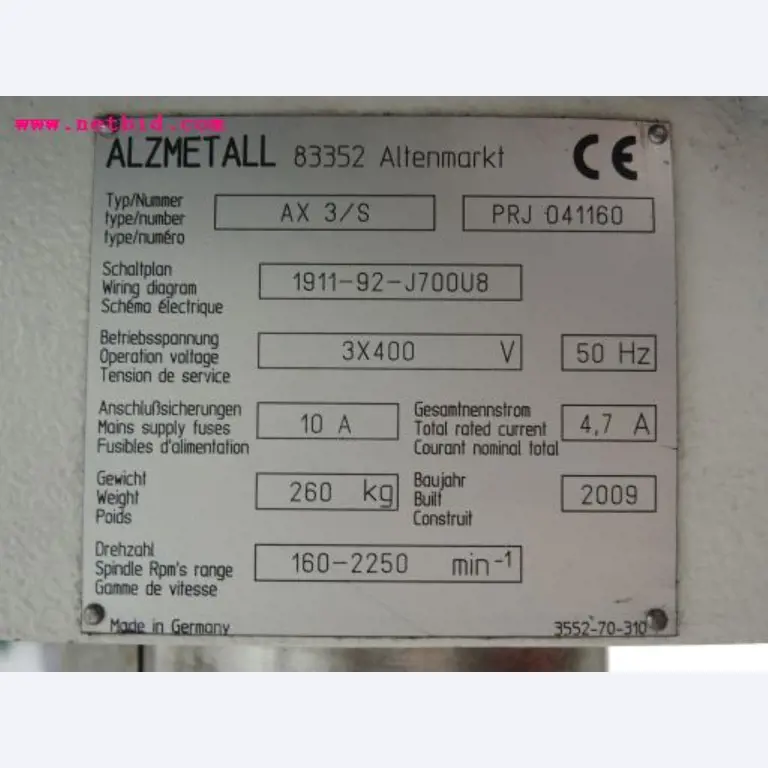 www.netbid.com
ALZMETALL 83352 Altenmarkt CE
Typ/Nummer
type/number AX 3/S PRJ 041160
type/numéro
Schaltplan
Wiring diagram 1911-92-J700U8
Schéma électrique
Betriebsspannung
Operation voltage 3X400 V 50 Hz
Tension de service
Anschlußsicherungen Gesamtnennstrom
Mains supply fuses 10 A Total rated current 4,7 A
Fusibles d'alimentation Courant nominal total
Gewicht Baujahr
Weight 260 kg Built 2009
Poids Construit
Drehzahl
Spindle Rpm's range 160-2250 min-1
Gamme de vitesse
Made in Germany 3552-70-310